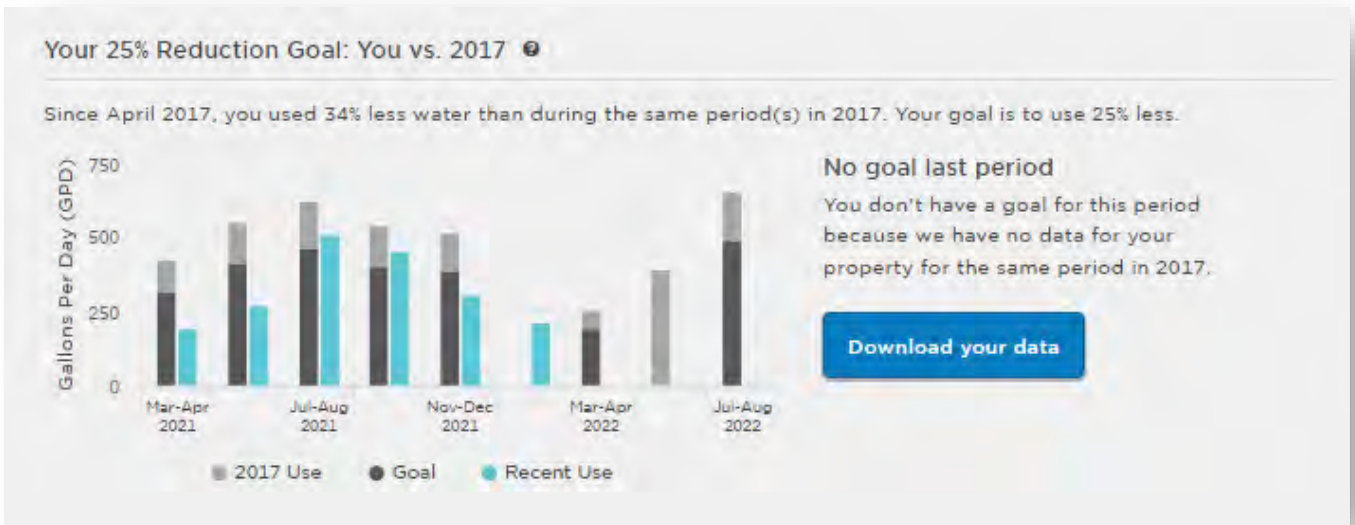 Your 25% Reduction Goal: You vs. 2017 ?
Since April 2017, you used 34% less water than during the same period(s) in 2017. Your goal is to use 25% less.
Gallons Per Day (GPD)
750
500
250
0
Mar-Apr
2021
Jul-Aug
2021
Nov-Dec
2021
Mar-Apr
2022
Jul-Aug
2022
2017 Use
Goal
Recent Use
No goal last period
You don't have a goal for this period
because we have no data for your
property for the same period in 2017.
Download your data